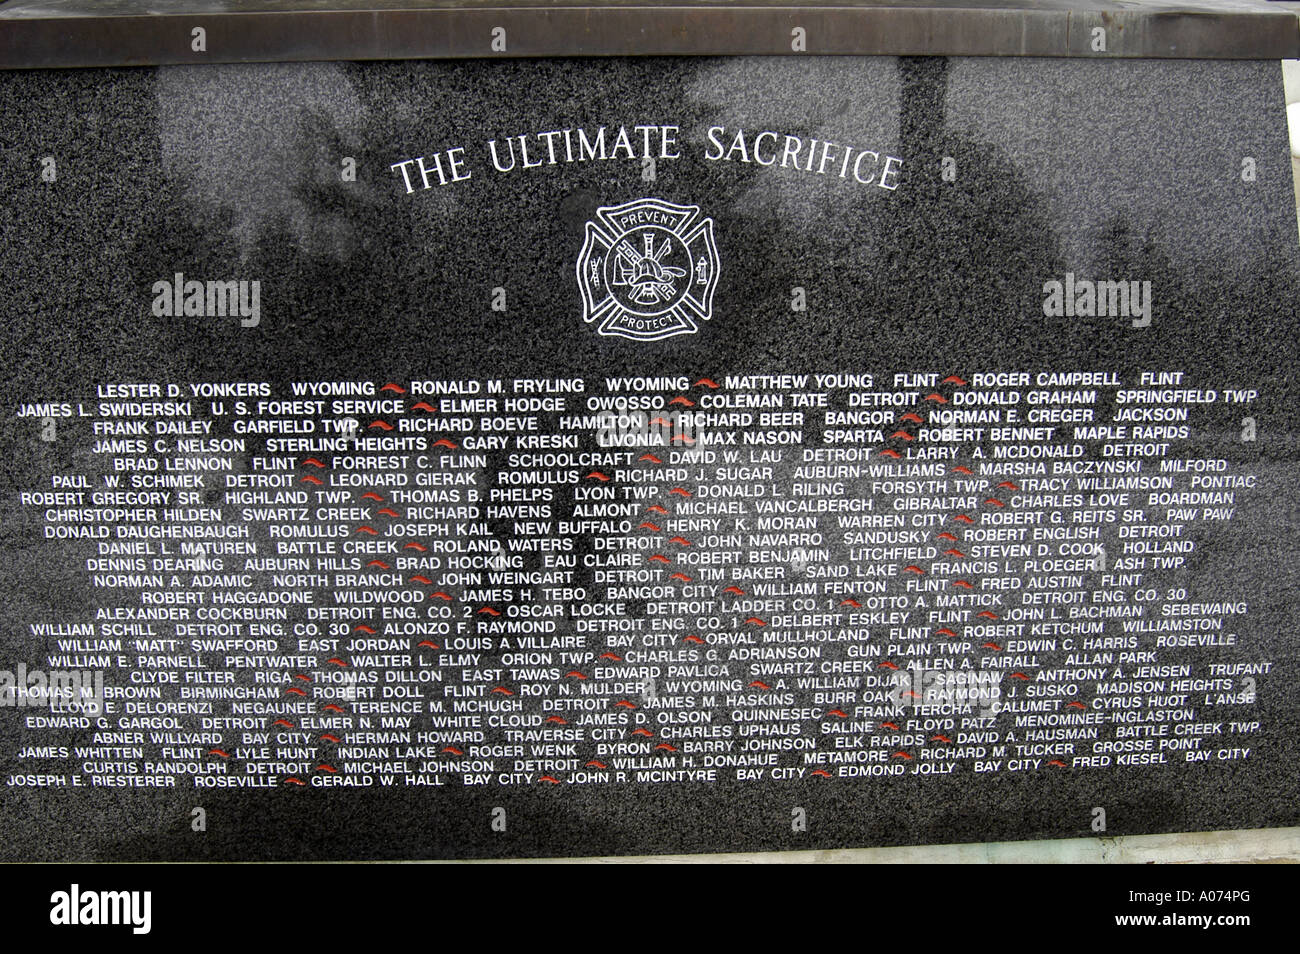 THE ULTIMATE SACRIFICE
PREVENT
PROTECT
LESTER D. YONKERS WYOMING RONALD M. FRYLING WYOMING MATTHEW YOUNG FLINT ROGER CAMPBELL FLINT
JAMES L. SWIDERSKI U. S. FOREST SERVICE ELMER HODGE OWOSSO COLEMAN TATE DETROIT DONALD GRAHAM SPRINGFIELD TWP
FRANK DAILEY GARFIELD TWP. RICHARD BOEVE HAMILTON RICHARD BEER BANGOR NORMAN E. CREGER JACKSON
JAMES C. NELSON STERLING HEIGHTS GARY KRESKI LIVONIA MAX NASON SPARTA ROBERT BENNET MAPLE RAPIDS
BRAD LENNON FLINT FORREST C. FLINN SCHOOLCRAFT DAVID W. LAU DETROIT LARRY A. MCDONALD DETROIT
PAUL W. SCHIMEK DETROIT LEONARD GIERAK ROMULUS RICHARD J. SUGAR AUBURN-WILLIAMS MARSHA BACZYNSKI MILFORD
ROBERT GREGORY SR. HIGHLAND TWP. THOMAS B. PHELPS LYON TWP. DONALD L. RILING FORSYTH TWP. TRACY WILLIAMSON PONTIAC
CHRISTOPHER HILDEN SWARTZ CREEK RICHARD HAVENS ALMONT MICHAEL VANCALBERGH GIBRALTAR CHARLES LOVE BOARDMAN
DONALD DAUGHENBAUGH ROMULUS JOSEPH KAIL NEW BUFFALO HENRY K. MORAN WARREN CITY ROBERT G. REITS SR. PAW PAW
DANIEL L. MATUREN BATTLE CREEK ROLAND WATERS DETROIT JOHN NAVARRO SANDUSKY ROBERT ENGLISH DETROIT
DENNIS DEARING AUBURN HILLS BRAD HOCKING EAU CLAIRE ROBERT BENJAMIN LITCHFIELD STEVEN D. COOK HOLLAND
NORMAN A. ADAMIC NORTH BRANCH JOHN WEINGART DETROIT TIM BAKER SAND LAKE FRANCIS L. PLOEGER ASH TWP.
ROBERT HAGGADONE WILDWOOD JAMES H. TEBO BANGOR CITY WILLIAM FENTON FLINT FRED AUSTIN FLINT
ALEXANDER COCKBURN DETROIT ENG. CO. 2 OSCAR LOCKE DETROIT LADDER CO. 1 OTTO A. MATTICK DETROIT ENG. CO. 30
WILLIAM SCHILL DETROIT ENG. CO. 30 ALONZO F. RAYMOND DETROIT ENG. CO. 1 DELBERT ESKLEY FLINT JOHN L. BACHMAN SEBEWAING
WILLIAM "MATT" SWAFFORD EAST JORDAN LOUIS A VILLAIRE BAY CITY ORVAL MULLHOLAND FLINT ROBERT KETCHUM WILLIAMSTON
WILLIAM E. PARNELL PENTWATER WALTER L. ELMY ORION TWP. CHARLES G. ADRIANSON GUN PLAIN TWP. EDWIN C. HARRIS ROSEVILLE
CLYDE FILTER RIGA THOMAS DILLON EAST TAWAS EDWARD PAVLICA SWARTZ CREEK ALLEN A. FAIRALL ALLAN PARK
THOMAS M. BROWN BIRMINGHAM ROBERT DOLL FLINT ROY N. MULDER WYOMING A. WILLIAM DIJAK SAGINAW ANTHONY A. JENSEN TRUFANT
LLOYD E. DELORENZI NEGAUNEE TERENCE M. MCHUGH DETROIT JAMES M. HASKINS BURR OAK RAYMOND J. SUSKO MADISON HEIGHTS
EDWARD G. GARGOL DETROIT ELMER N. MAY WHITE CLOUD JAMES D. OLSON QUINNESEC FRANK TERCHA CALUMET CYRUS HUOT L'ANSE
ABNER WILLYARD BAY CITY HERMAN HOWARD TRAVERSE CITY CHARLES UPHAUS SALINE FLOYD PATZ MENOMINEE-INGLASTON
JAMES WHITTEN FLINT LYLE HUNT INDIAN LAKE ROGER WENK BYRON BARRY JOHNSON ELK RAPIDS DAVID A. HAUSMAN BATTLE CREEK TWP.
CURTIS RANDOLPH DETROIT MICHAEL JOHNSON DETROIT WILLIAM H. DONAHUE METAMORE RICHARD M. TUCKER GROSSE POINT
JOSEPH E. RIESTERER ROSEVILLE GERALD W. HALL BAY CITY JOHN R. MCINTYRE BAY CITY EDMOND JOLLY BAY CITY FRED KIESEL BAY CITY
alamy
alamy
alamy
Image ID: A074PG
www.alamy.com